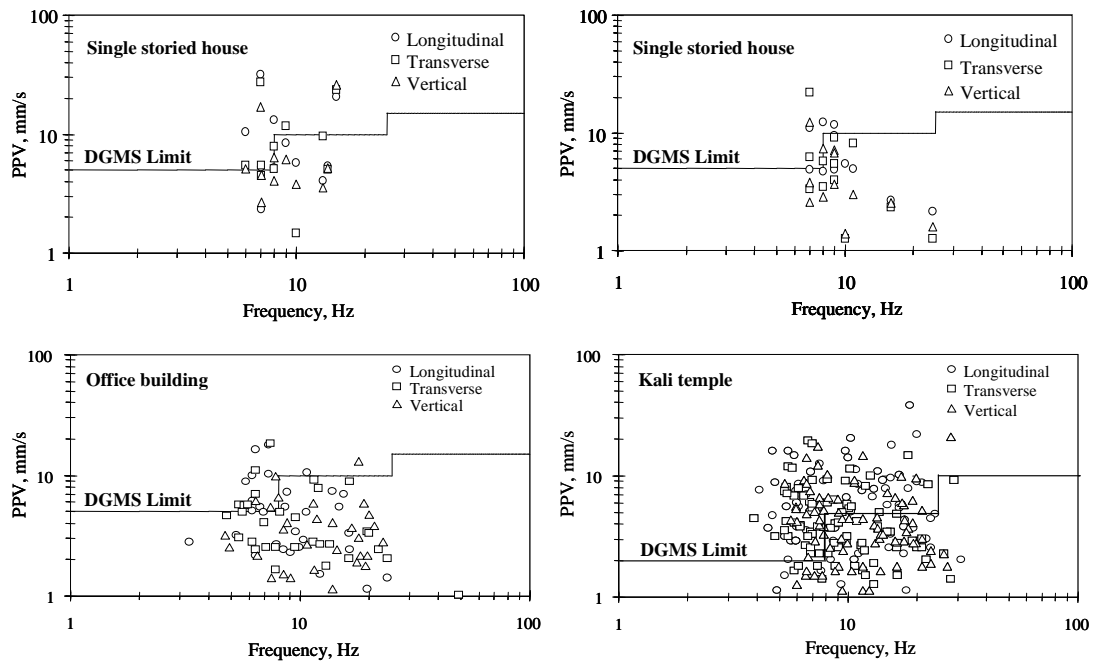 100
Single storied house
Longitudinal
Transverse
Vertical
PPV, mm/s
10
DGMS Limit
1
1
10
100
Frequency, Hz
100
Single storied house
Longitudinal
Transverse
Vertical
PPV, mm/s
10
DGMS Limit
1
1
10
100
Frequency, Hz
100
Office building
Longitudinal
Transverse
Vertical
PPV, mm/s
10
DGMS Limit
1
1
10
100
Frequency, Hz
100
Kali temple
Longitudinal
Transverse
Vertical
PPV, mm/s
10
DGMS Limit
1
1
10
100
Frequency, Hz